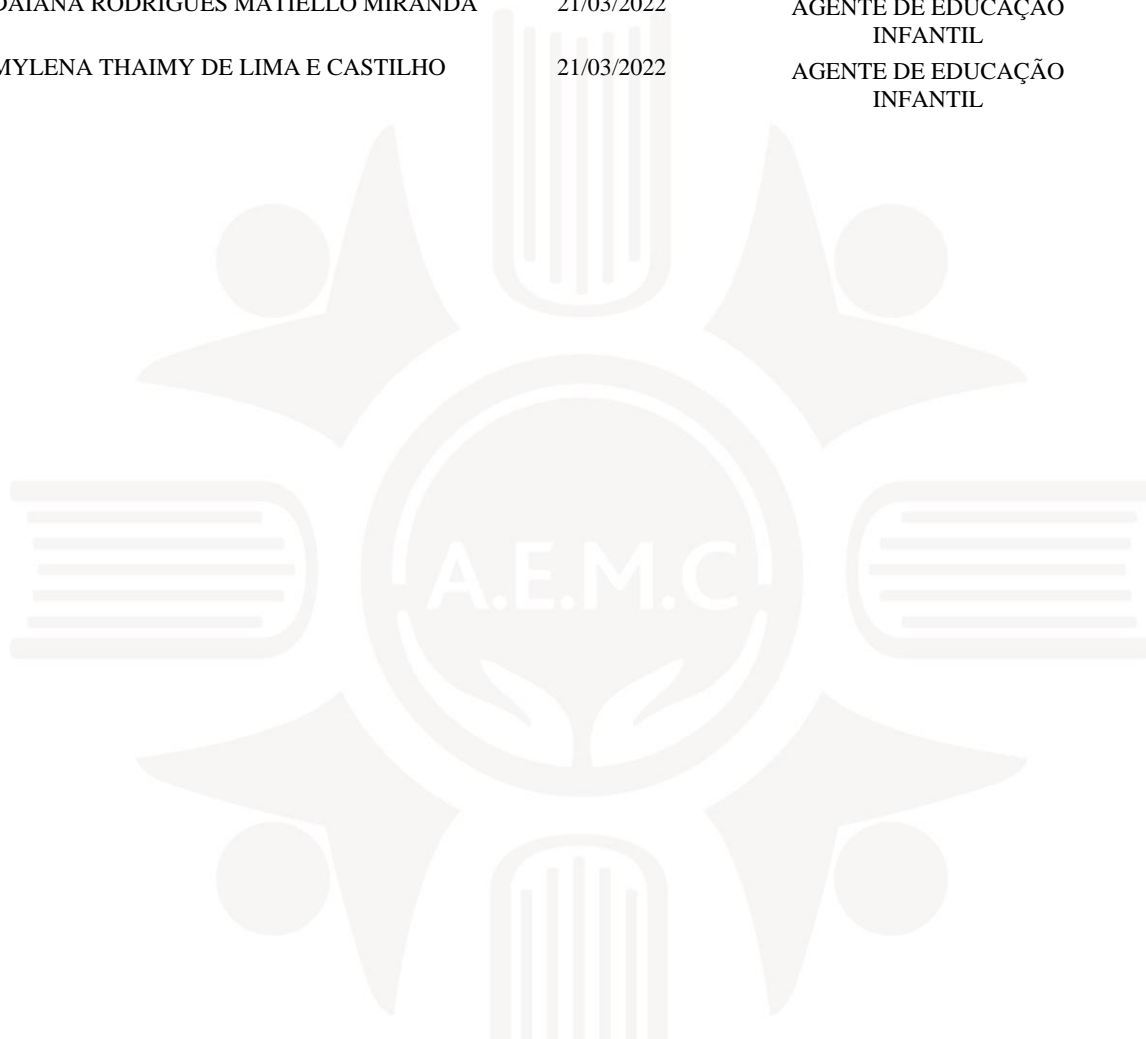 DAIANA RODRIGUES MATIELLO MIRANDA 21/03/2022 AGENTE DE EDUCAÇÃO
INFANTIL
MYLENA THAIMY DE LIMA E CASTILHO 21/03/2022 AGENTE DE EDUCAÇÃO
INFANTIL
A.E.M.C